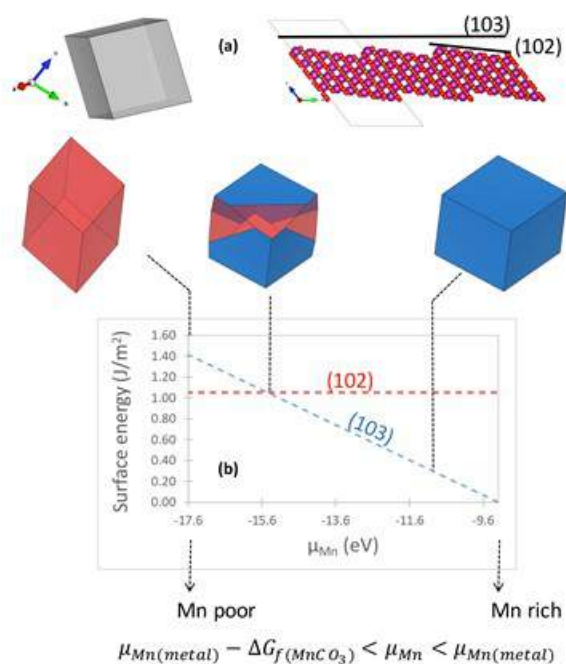 (103)
(a)
(102)
1.60
1.40
1.20
1.00
0.80
0.60
0.40
0.20
0.00
Surface energy (J/m²)
(102)
(103)
(b)
-17.6 -15.6 -13.6 -11.6 -9.6
μMn (eV)
Mn poor Mn rich
μMn(metal) − ΔGf(MnCO3) < μMn < μMn(metal)